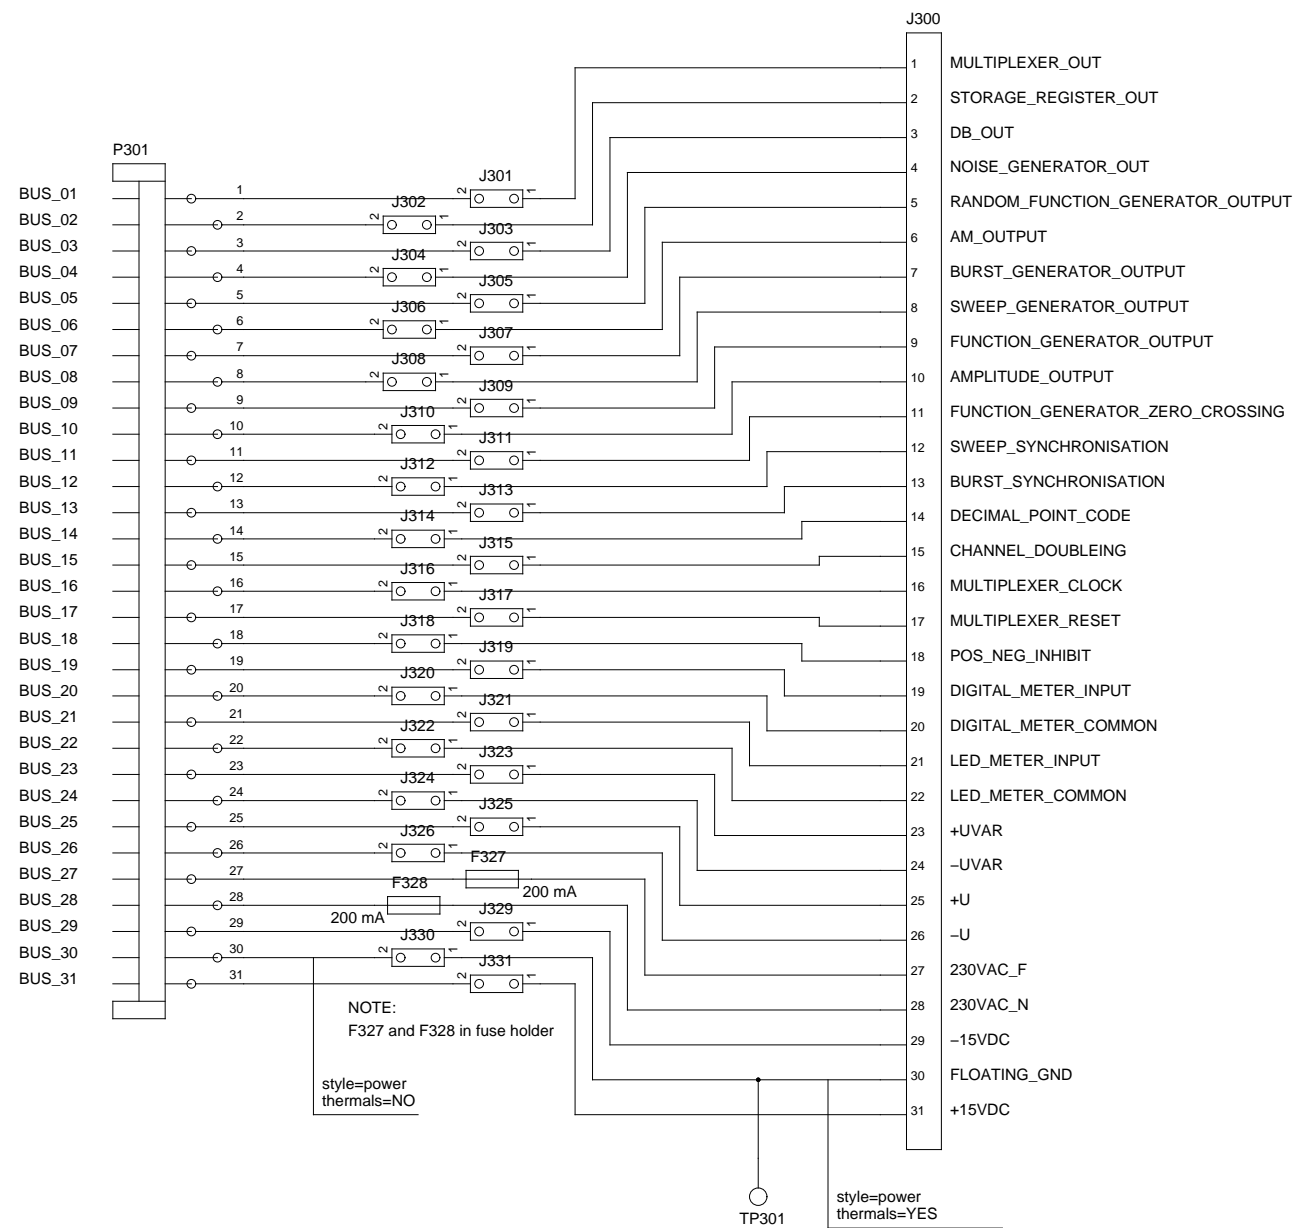 J300
1 MULTIPLEXER_OUT
2 STORAGE_REGISTER_OUT
3 DB_OUT
4 NOISE_GENERATOR_OUT
5 RANDOM_FUNCTION_GENERATOR_OUTPUT
6 AM_OUTPUT
7 BURST_GENERATOR_OUTPUT
8 SWEEP_GENERATOR_OUTPUT
9 FUNCTION_GENERATOR_OUTPUT
10 AMPLITUDE_OUTPUT
11 FUNCTION_GENERATOR_ZERO_CROSSING
12 SWEEP_SYNCHRONISATION
13 BURST_SYNCHRONISATION
14 DECIMAL_POINT_CODE
15 CHANNEL_DOUBLEING
16 MULTIPLEXER_CLOCK
17 MULTIPLEXER_RESET
18 POS_NEG_INHIBIT
19 DIGITAL_METER_INPUT
20 DIGITAL_METER_COMMON
21 LED_METER_INPUT
22 LED_METER_COMMON
23 +UVAR
24 −UVAR
25 +U
26 −U
27 230VAC_F
28 230VAC_N
29 −15VDC
30 FLOATING_GND
31 +15VDC
P301
BUS_01 1 2 J301 1
BUS_02 2 2 J302 1
BUS_03 3 2 J303 1
BUS_04 4 2 J304 1
BUS_05 5 2 J305 1
BUS_06 6 2 J306 1
BUS_07 7 2 J307 1
BUS_08 8 2 J308 1
BUS_09 9 2 J309 1
BUS_10 10 2 J310 1
BUS_11 11 2 J311 1
BUS_12 12 2 J312 1
BUS_13 13 2 J313 1
BUS_14 14 2 J314 1
BUS_15 15 2 J315 1
BUS_16 16 2 J316 1
BUS_17 17 2 J317 1
BUS_18 18 2 J318 1
BUS_19 19 2 J319 1
BUS_20 20 2 J320 1
BUS_21 21 2 J321 1
BUS_22 22 2 J322 1
BUS_23 23 2 J323 1
BUS_24 24 2 J324 1
BUS_25 25 2 J325 1
BUS_26 26 2 J326 1
BUS_27 27 F327 200 mA
BUS_28 28 F328 200 mA
BUS_29 29 2 J329 1
BUS_30 30 2 J330 1
BUS_31 31 2 J331 1
NOTE:
F327 and F328 in fuse holder
style=power
thermals=NO
TP301
style=power
thermals=YES